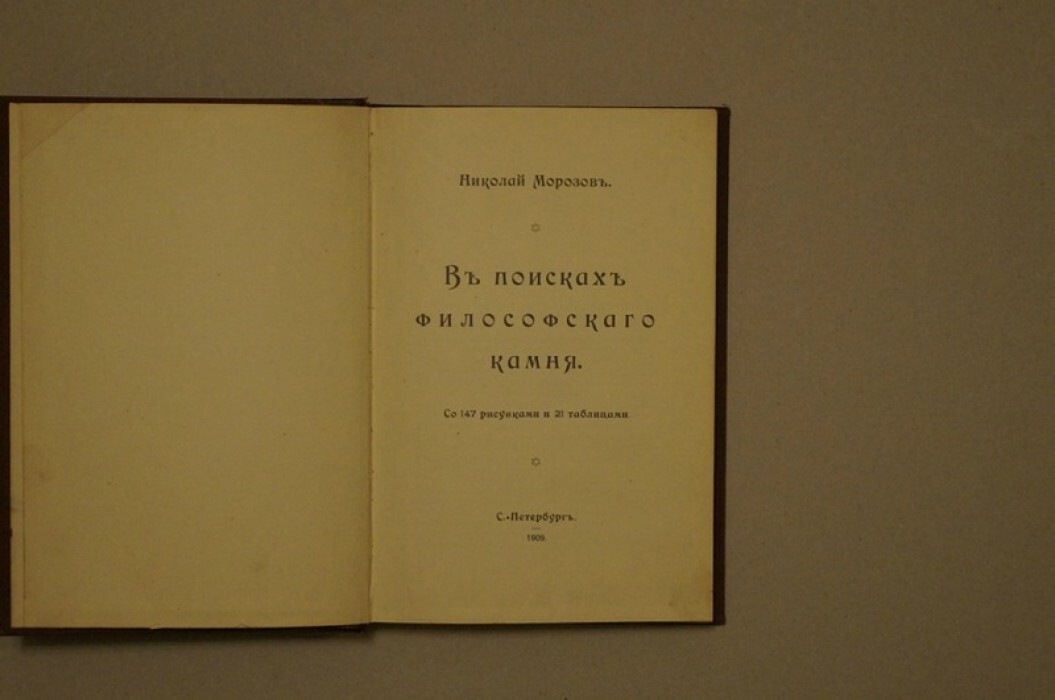 Николай Морозовъ.
Въ поискахъ
философскаго
камня.
Со 147 рисунками и 21 таблицами
С.-Петербургъ.
1909.